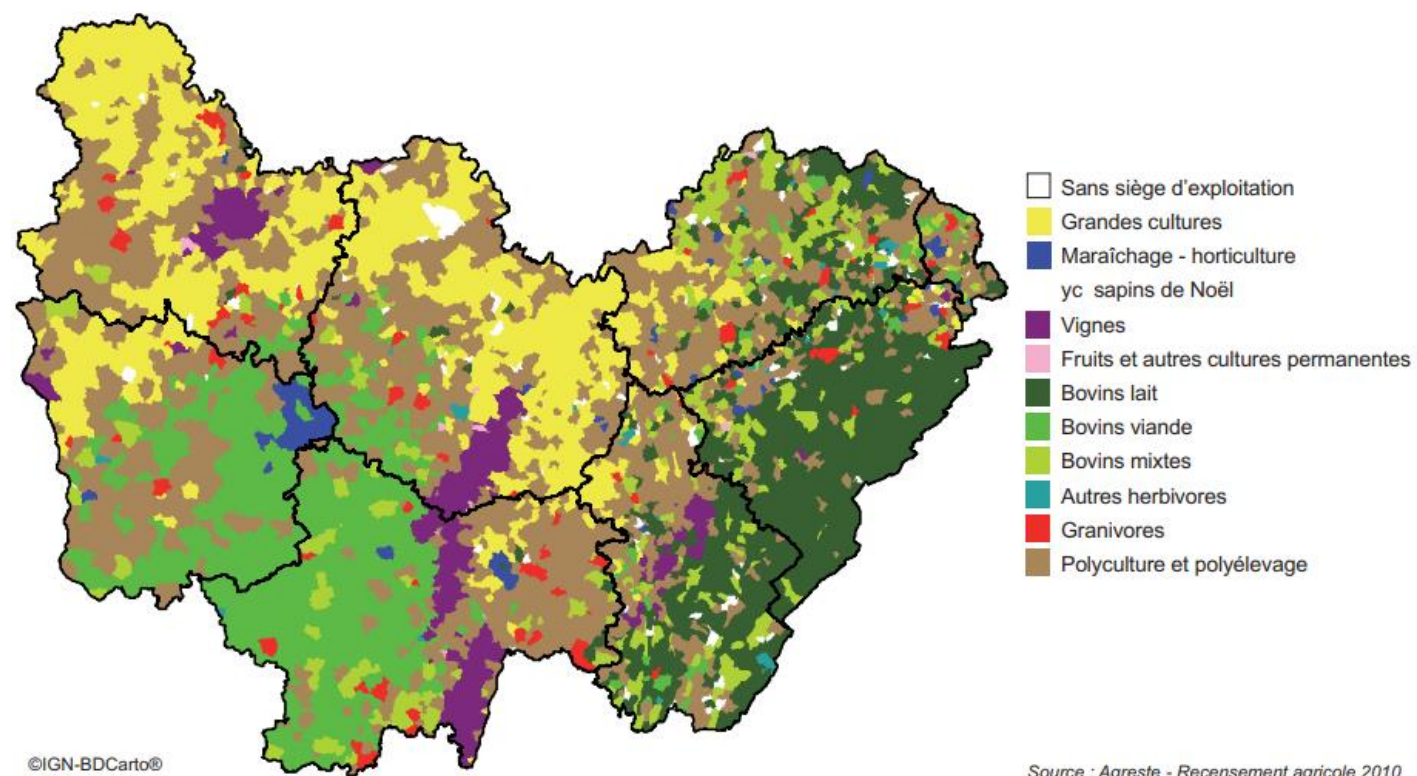 Sans siège d'exploitation
Grandes cultures
Maraîchage - horticulture
yc sapins de Noël
Vignes
Fruits et autres cultures permanentes
Bovins lait
Bovins viande
Bovins mixtes
Autres herbivores
Granivores
Polyculture et polyélevage
©IGN-BDCarto®
Source : Agreste - Recensement agricole 2010